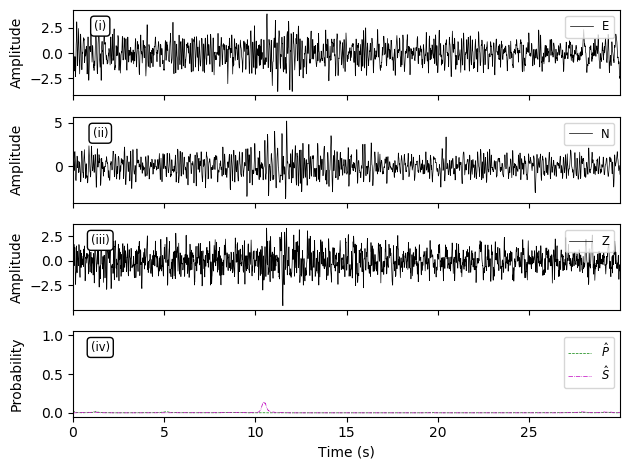 (i)
E
Amplitude
2.5
0.0
−2.5
(ii)
N
Amplitude
5
0
(iii)
Z
Amplitude
2.5
0.0
−2.5
(iv)
P̂
Ŝ
Probability
1.0
0.5
0.0
0 5 10 15 20 25
Time (s)